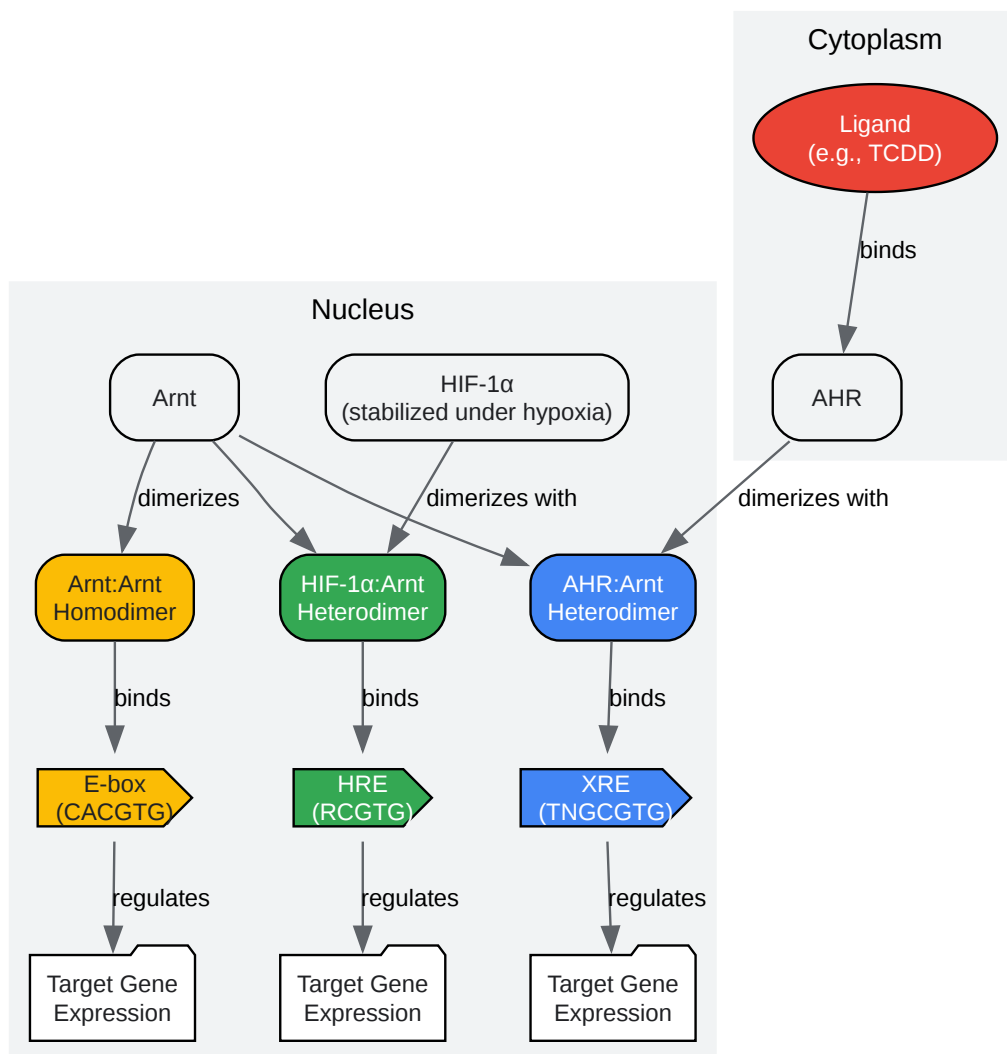 Cytoplasm
Ligand
(e.g., TCDD)
binds
Nucleus
Arnt
HIF-1α
(stabilized under hypoxia)
AHR
dimerizes
dimerizes with
dimerizes with
Arnt:Arnt
Homodimer
HIF-1α:Arnt
Heterodimer
AHR:Arnt
Heterodimer
binds
binds
binds
E-box
(CACGTG)
HRE
(RCGTG)
XRE
(TNGCGTG)
regulates
regulates
regulates
Target Gene
Expression
Target Gene
Expression
Target Gene
Expression